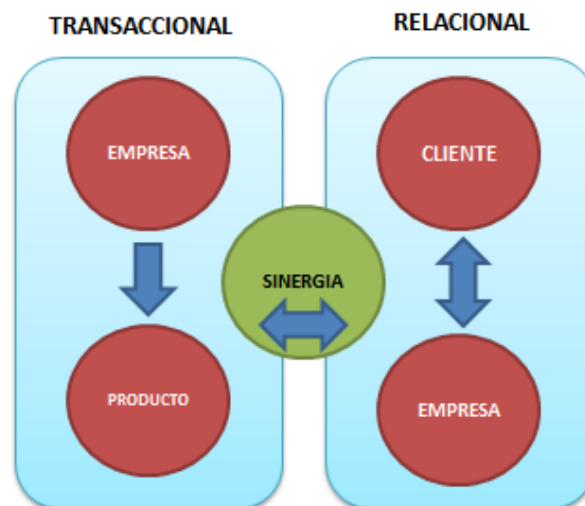 TRANSACCIONAL
EMPRESA
PRODUCTO
SINERGIA
RELACIONAL
CLIENTE
EMPRESA